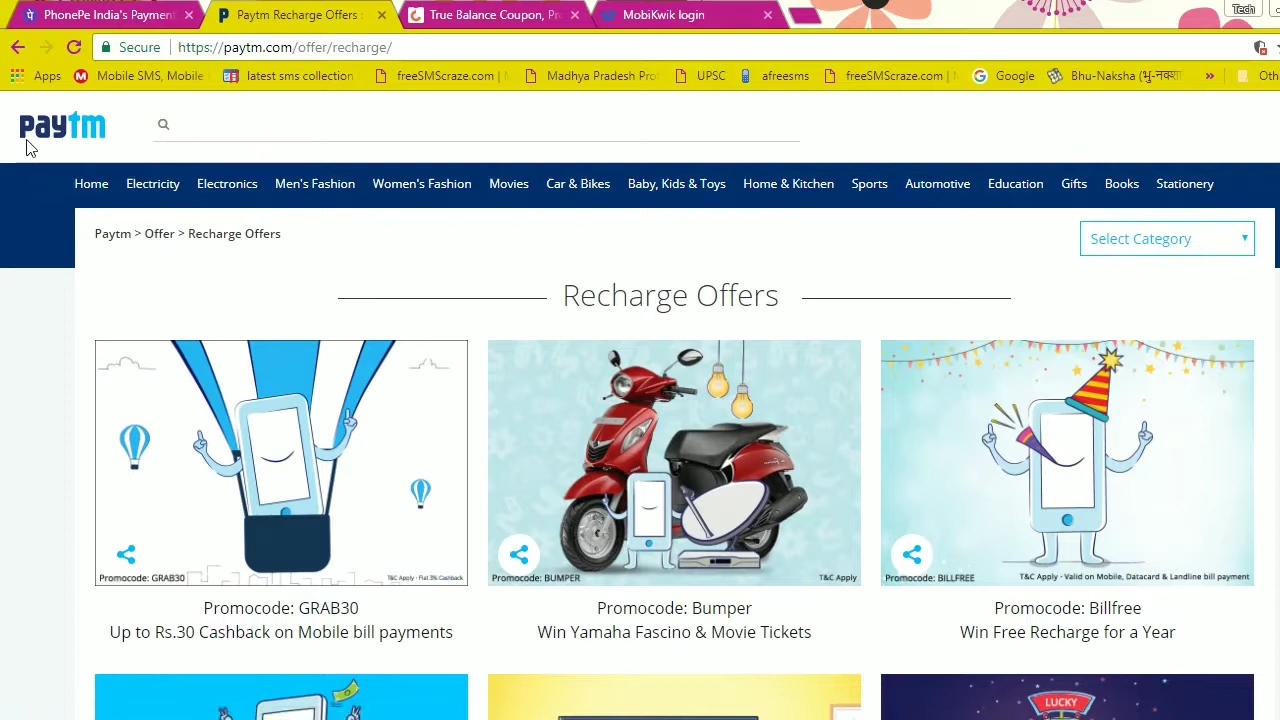 PhonePe India's Payment
Paytm Recharge Offers :
True Balance Coupon, Pr
MobiKwik login
Tech
Secure
https://paytm.com/offer/recharge/
Apps
Mobile SMS, Mobile
latest sms collection
freeSMScraze.com |
Madhya Pradesh Pro
UPSC
afreesms
freeSMScraze.com |
Google
Bhu-Naksha (भु-नक्शा
»
Oth
paytm
Home Electricity Electronics Men's Fashion Women's Fashion Movies Car & Bikes Baby, Kids & Toys Home & Kitchen Sports Automotive Education Gifts Books Stationery
Paytm > Offer > Recharge Offers
Select Category
Recharge Offers
Promocode: GRAB30
T&C Apply - Flat 3% Cashback
Promocode: BUMPER
T&C Apply
Promocode: BILLFREE
T&C Apply - Valid on Mobile, Datacard & Landline bill payment
Promocode: GRAB30
Up to Rs.30 Cashback on Mobile bill payments
Promocode: Bumper
Win Yamaha Fascino & Movie Tickets
Promocode: Billfree
Win Free Recharge for a Year
LUCKY